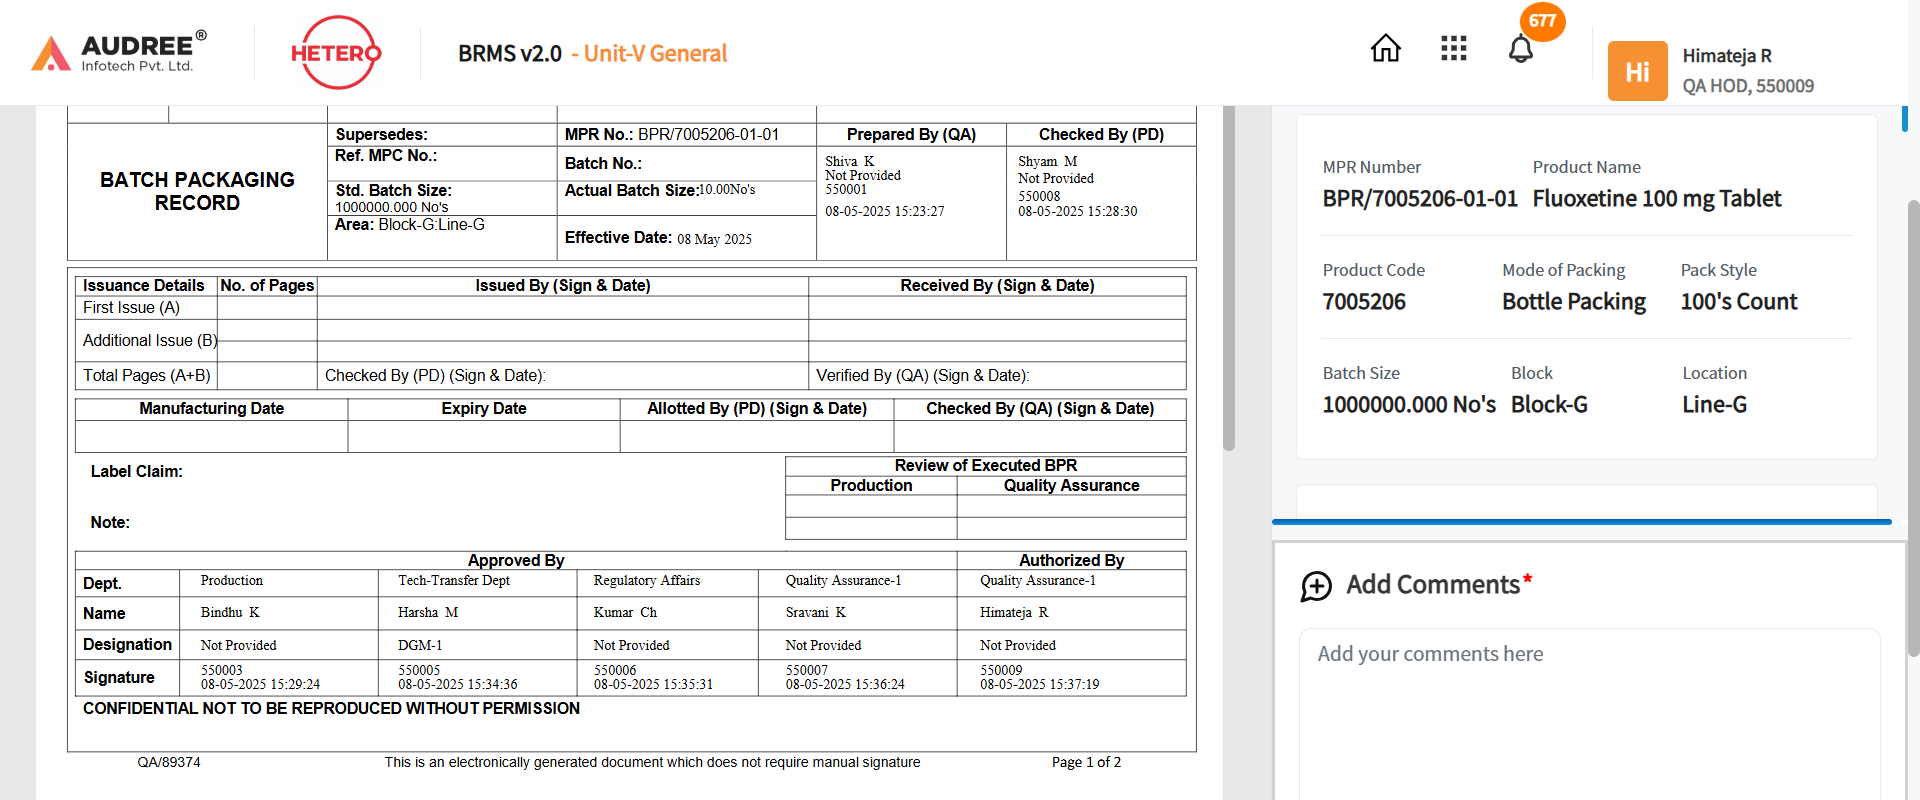 AUDREE®
Infotech Pvt. Ltd.
HETERO
BRMS v2.0 - Unit-V General
677
Hi
Himateja R
QA HOD, 550009
BATCH PACKAGING RECORD
Supersedes:
MPR No.: BPR/7005206-01-01
Prepared By (QA)
Checked By (PD)
Ref. MPC No.:
Batch No.:
Shiva K
Not Provided
550001
08-05-2025 15:23:27
Shyam M
Not Provided
550008
08-05-2025 15:28:30
Std. Batch Size:
1000000.000 No's
Actual Batch Size:10.00No's
Area: Block-G:Line-G
Effective Date: 08 May 2025
Issuance Details No. of Pages Issued By (Sign & Date) Received By (Sign & Date)
First Issue (A)
Additional Issue (B)
Total Pages (A+B) Checked By (PD) (Sign & Date): Verified By (QA) (Sign & Date):
Manufacturing Date Expiry Date Allotted By (PD) (Sign & Date) Checked By (QA) (Sign & Date)
Label Claim:
Review of Executed BPR
Production Quality Assurance
Note:
Approved By Authorized By
Dept. Production Tech-Transfer Dept Regulatory Affairs Quality Assurance-1 Quality Assurance-1
Name Bindhu K Harsha M Kumar Ch Sravani K Himateja R
Designation Not Provided DGM-1 Not Provided Not Provided Not Provided
Signature 550003 550005 550006 550007 550009
08-05-2025 15:29:24 08-05-2025 15:34:36 08-05-2025 15:35:31 08-05-2025 15:36:24 08-05-2025 15:37:19
CONFIDENTIAL NOT TO BE REPRODUCED WITHOUT PERMISSION
QA/89374 This is an electronically generated document which does not require manual signature Page 1 of 2
MPR Number Product Name
BPR/7005206-01-01 Fluoxetine 100 mg Tablet
Product Code Mode of Packing Pack Style
7005206 Bottle Packing 100's Count
Batch Size Block Location
1000000.000 No's Block-G Line-G
Add Comments*
Add your comments here